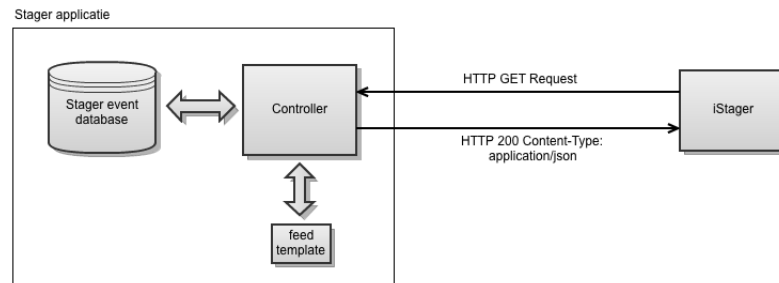 Stager applicatie
Stager event
database
Controller
HTTP GET Request
iStager
HTTP 200 Content-Type:
application/json
feed
template